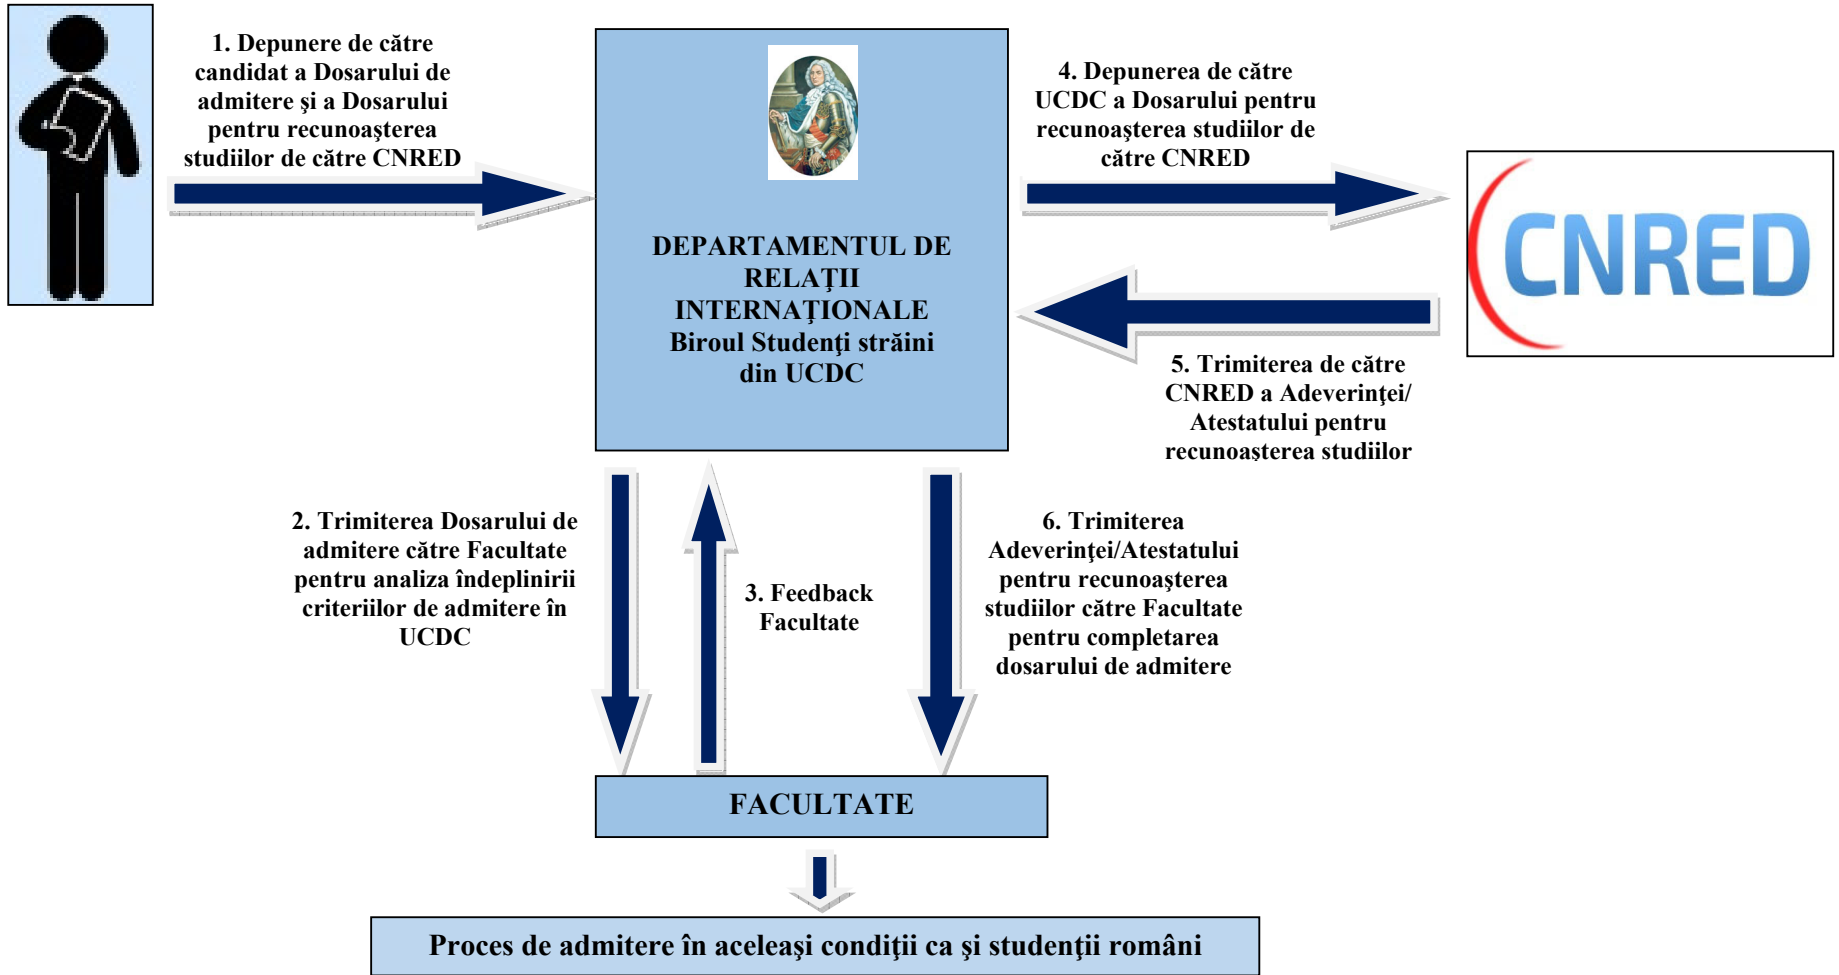 1. Depunere de către
candidat a Dosarului de
admitere şi a Dosarului
pentru recunoaşterea
studiilor de către CNRED
DEPARTAMENTUL DE
RELAŢII
INTERNAŢIONALE
Biroul Studenţi străini
din UCDC
4. Depunerea de către
UCDC a Dosarului pentru
recunoaşterea studiilor de
către CNRED
CNRED
5. Trimiterea de către
CNRED a Adeverinţei/
Atestatului pentru
recunoaşterea studiilor
2. Trimiterea Dosarului de
admitere către Facultate
pentru analiza îndeplinirii
criteriilor de admitere în
UCDC
3. Feedback
Facultate
6. Trimiterea
Adeverinţei/Atestatului
pentru recunoaşterea
studiilor către Facultate
pentru completarea
dosarului de admitere
FACULTATE
Proces de admitere în aceleaşi condiţii ca şi studenţii români